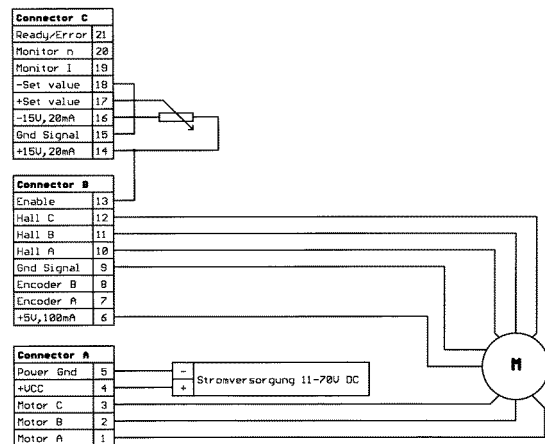 Connector C
Ready/Error 21
Monitor n 20
Monitor I 19
-Set value 18
+Set value 17
-15V,20mA 16
Gnd Signal 15
+15V,20mA 14
Connector B
Enable 13
Hall C 12
Hall B 11
Hall A 10
Gnd Signal 9
Encoder B 8
Encoder A 7
+5V,100mA 6
Connector A
Power Gnd 5
+VCC 4
Motor C 3
Motor B 2
Motor A 1
-
+
Stromversorgung 11-70V DC
M